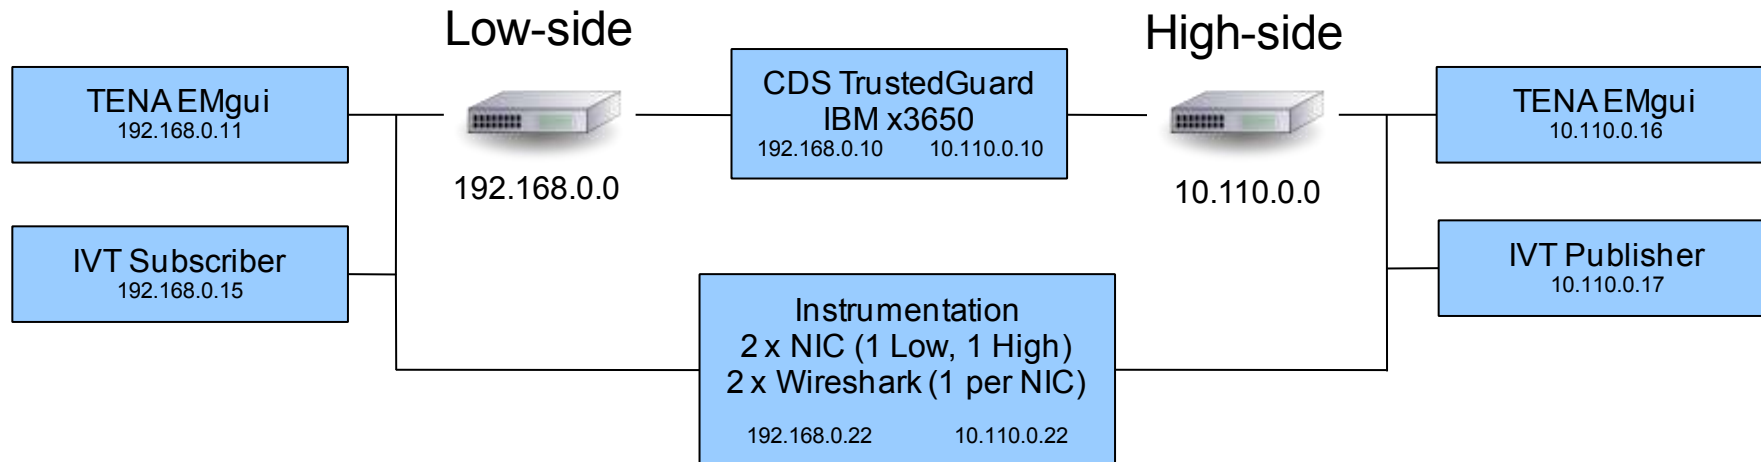 Low-side
High-side
TENA EMgui
192.168.0.11
CDS TrustedGuard
IBM x3650
192.168.0.10 10.110.0.10
TENA EMgui
10.110.0.16
192.168.0.0
10.110.0.0
IVT Subscriber
192.168.0.15
IVT Publisher
10.110.0.17
Instrumentation
2 x NIC (1 Low, 1 High)
2 x Wireshark (1 per NIC)
192.168.0.22 10.110.0.22